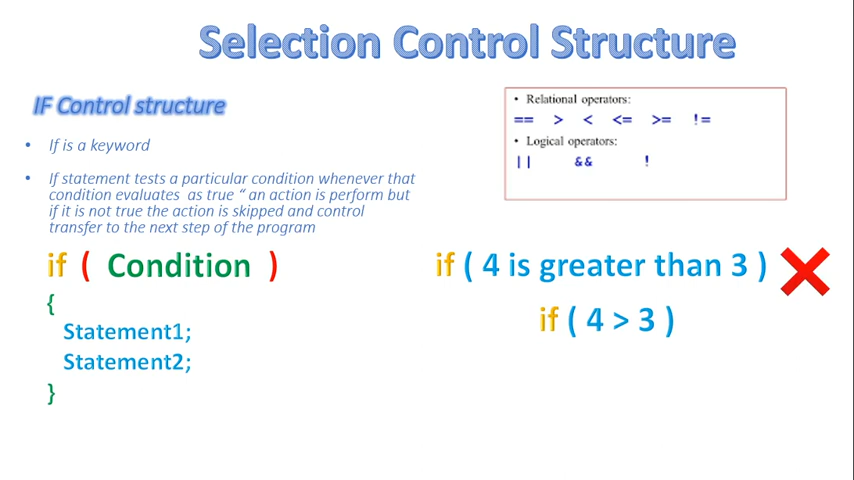 Selection Control Structure
IF Control structure
• If is a keyword
• If statement tests a particular condition whenever that
condition evaluates as true “ an action is perform but
if it is not true the action is skipped and control
transfer to the next step of the program
if ( Condition )
{
Statement1;
Statement2;
}
• Relational operators:
== > < <= >= !=
• Logical operators:
|| && !
if ( 4 is greater than 3 )
if ( 4 > 3 )